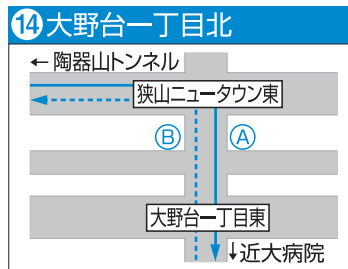 ⑭大野台一丁目北
←陶器山トンネル
狭山ニュータウン東
Ⓑ Ⓐ
大野台一丁目東
↓近大病院